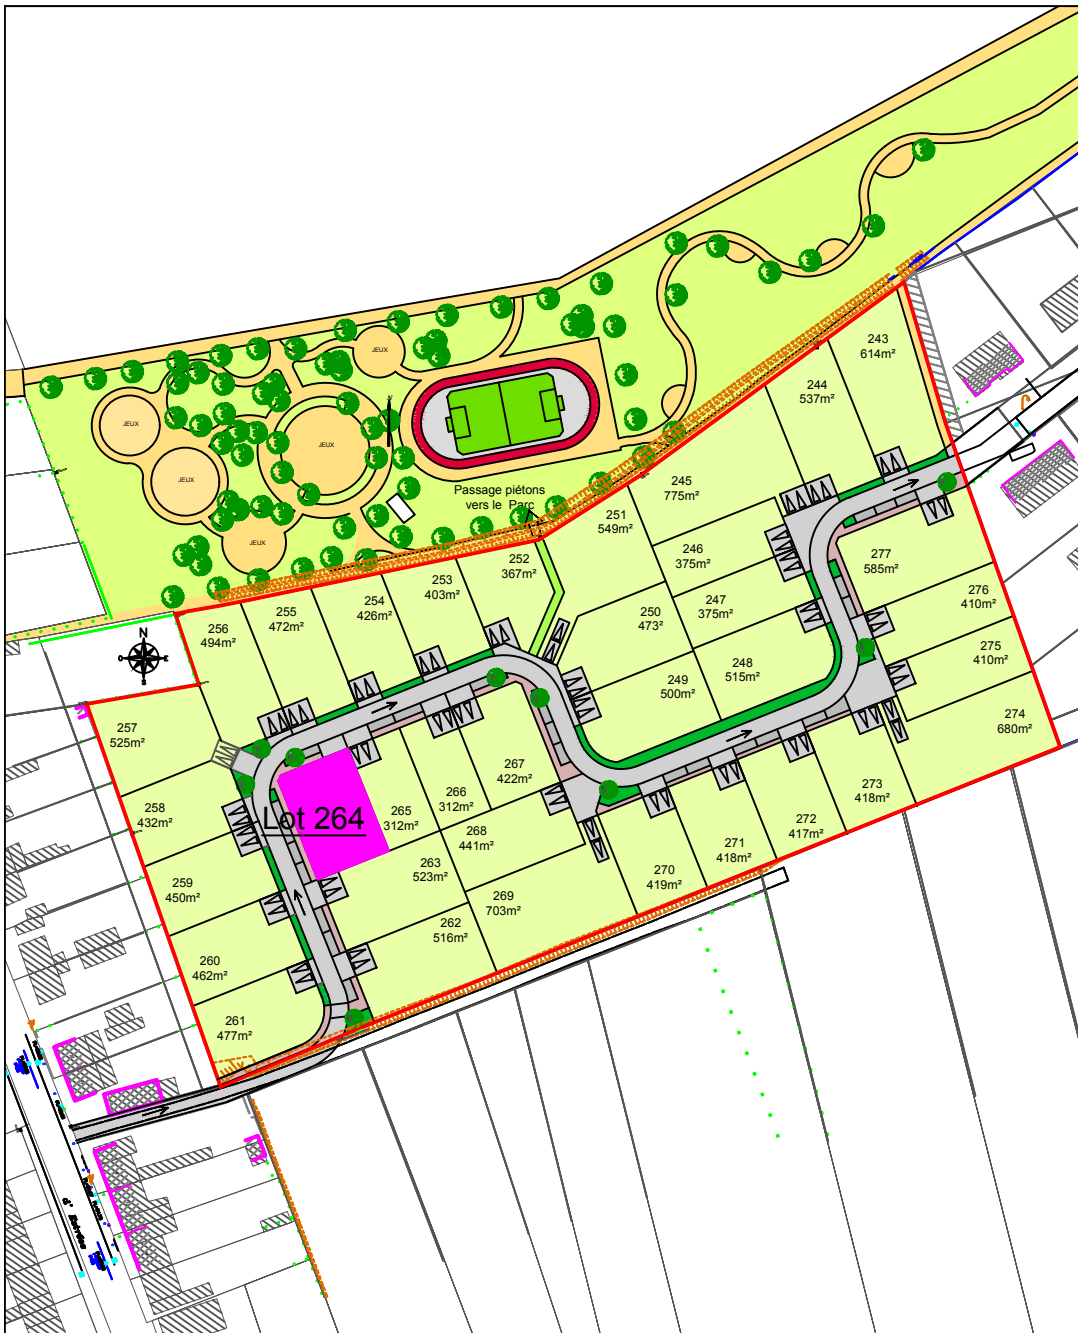 JEUX
JEUX
JEUX
JEUX
JEUX
Passage piétons
vers le Parc
N
S
243
614m²
244
537m²
245
775m²
251
549m²
246
375m²
252
367m²
253
403m²
254
426m²
255
472m²
256
494m²
277
585m²
276
410m²
247
375m²
250
473²
275
410m²
248
515m²
249
500m²
274
680m²
257
525m²
258
432m²
267
422m²
266
312m²
265
312m²
Lot 264
273
418m²
272
417m²
268
441m²
271
418m²
263
523m²
270
419m²
259
450m²
269
703m²
262
516m²
260
462m²
261
477m²